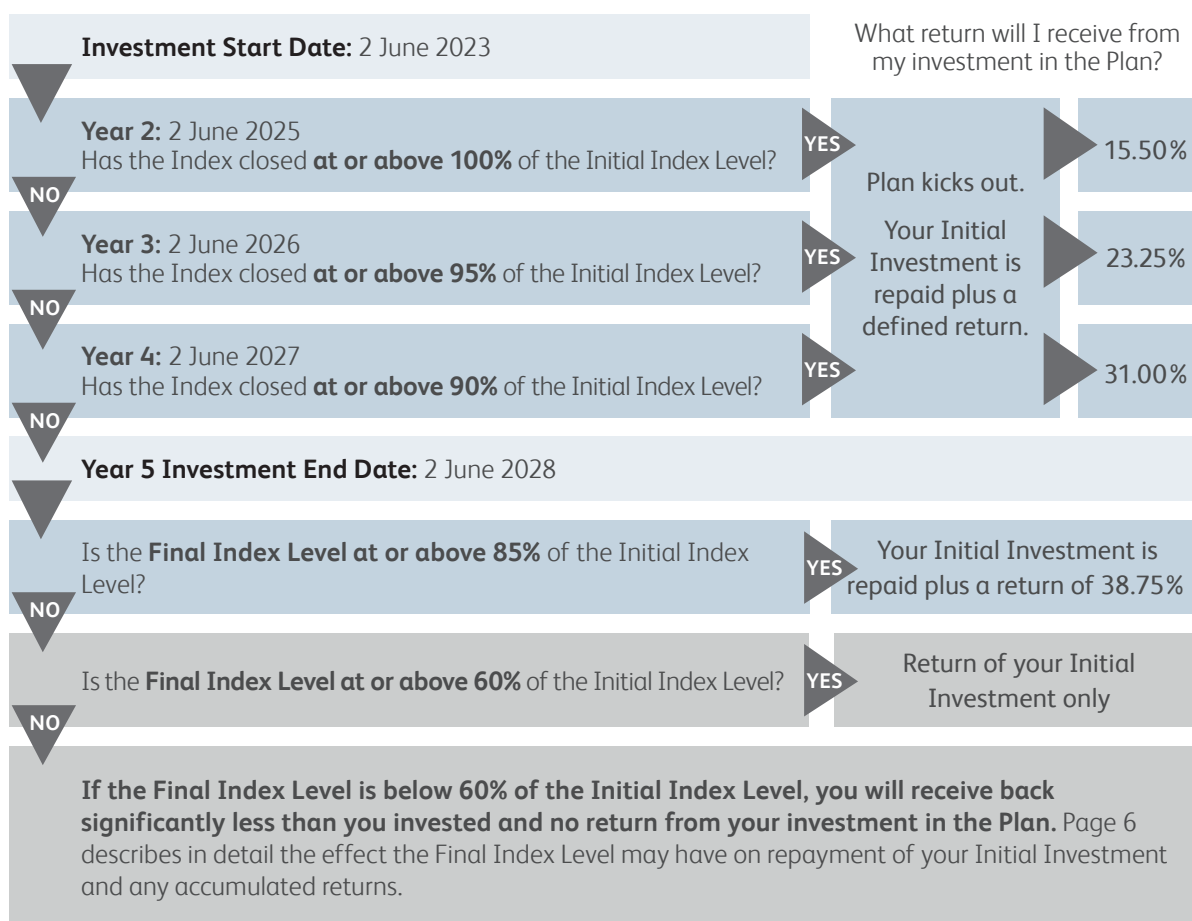 Investment Start Date: 2 June 2023
What return will I receive from
my investment in the Plan?
Year 2: 2 June 2025
Has the Index closed at or above 100% of the Initial Index Level?
YES
15.50%
NO
Plan kicks out.
Your Initial
Investment is
repaid plus a
defined return.
Year 3: 2 June 2026
Has the Index closed at or above 95% of the Initial Index Level?
YES
23.25%
NO
Year 4: 2 June 2027
Has the Index closed at or above 90% of the Initial Index Level?
YES
31.00%
NO
Year 5 Investment End Date: 2 June 2028
Is the Final Index Level at or above 85% of the Initial Index
Level?
YES
Your Initial Investment is
repaid plus a return of 38.75%
NO
Is the Final Index Level at or above 60% of the Initial Index Level?
YES
Return of your Initial
Investment only
NO
If the Final Index Level is below 60% of the Initial Index Level, you will receive back
significantly less than you invested and no return from your investment in the Plan. Page 6
describes in detail the effect the Final Index Level may have on repayment of your Initial Investment
and any accumulated returns.